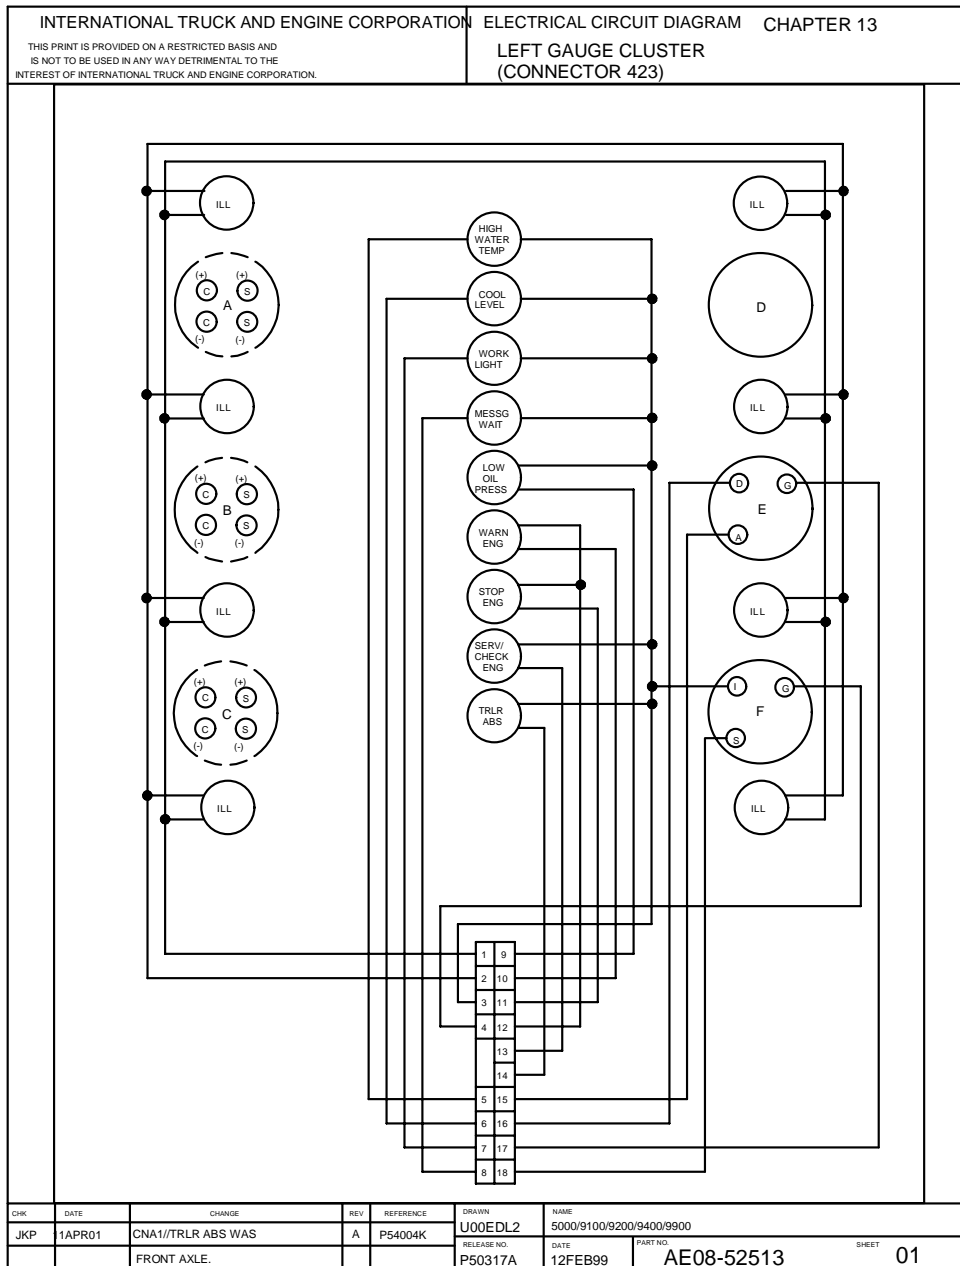 INTERNATIONAL TRUCK AND ENGINE CORPORATION
ELECTRICAL CIRCUIT DIAGRAM
CHAPTER 13
THIS PRINT IS PROVIDED ON A RESTRICTED BASIS AND
IS NOT TO BE USED IN ANY WAY DETRIMENTAL TO THE
INTEREST OF INTERNATIONAL TRUCK AND ENGINE CORPORATION.
LEFT GAUGE CLUSTER
(CONNECTOR 423)
ILL
(+) (+)
C S
A
C S
(-) (-)
ILL
(+) (+)
C S
B
C S
(-) (-)
ILL
(+) (+)
C S
C
C S
(-) (-)
ILL
HIGH
WATER
TEMP
COOL
LEVEL
WORK
LIGHT
MESSG
WAIT
LOW
OIL
PRESS
WARN
ENG
STOP
ENG
SERV/
CHECK
ENG
TRLR
ABS
ILL
D
ILL
D G
E
A
ILL
I G
F
S
ILL
1 9
2 10
3 11
4 12
13
14
5 15
6 16
7 17
8 18
CHK DATE CHANGE REV REFERENCE
JKP 11APR01 CNA1//TRLR ABS WAS A P54004K
FRONT AXLE.
DRAWN
U00EDL2
NAME
5000/9100/9200/9400/9900
RELEASE NO.
P50317A
DATE
12FEB99
PART NO.
AE08-52513
SHEET
01